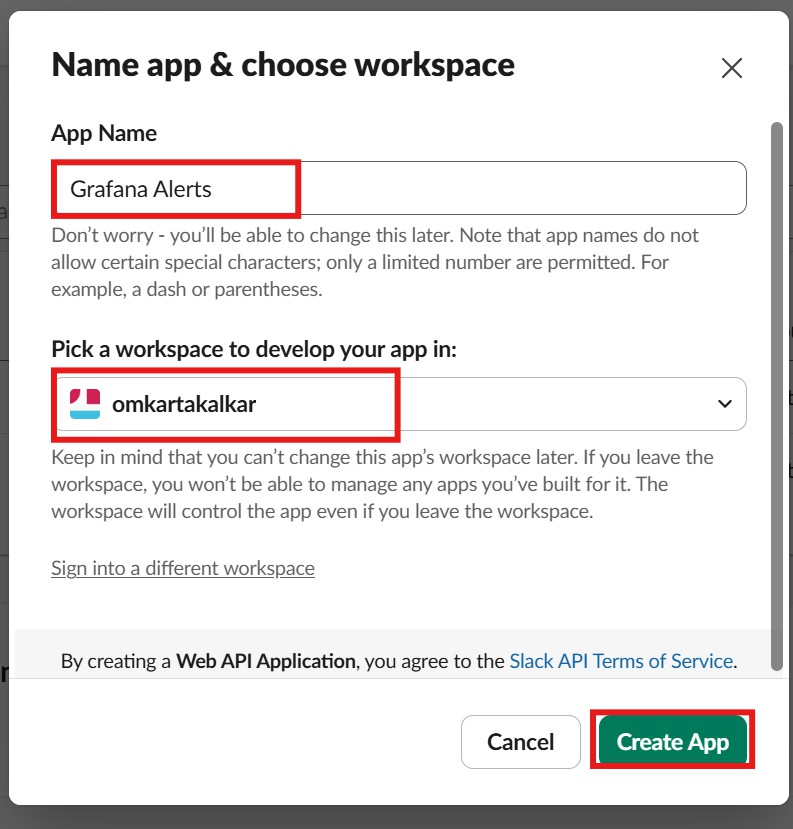 Name app & choose workspace
App Name
Grafana Alerts
Don’t worry - you’ll be able to change this later. Note that app names do not
allow certain special characters; only a limited number are permitted. For
example, a dash or parentheses.
Pick a workspace to develop your app in:
omkartakalkar
Keep in mind that you can’t change this app’s workspace later. If you leave the
workspace, you won’t be able to manage any apps you’ve built for it. The
workspace will control the app even if you leave the workspace.
Sign into a different workspace
By creating a Web API Application, you agree to the Slack API Terms of Service.
Cancel
Create App